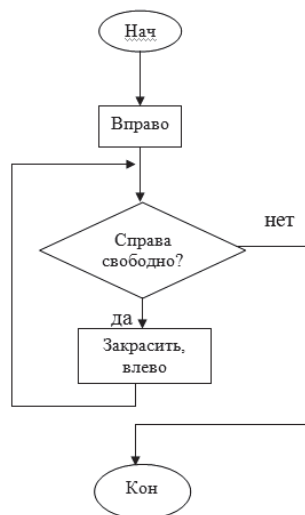 Нач
Вправо
Справа
свободно?
нет
да
Закрасить,
влево
Кон